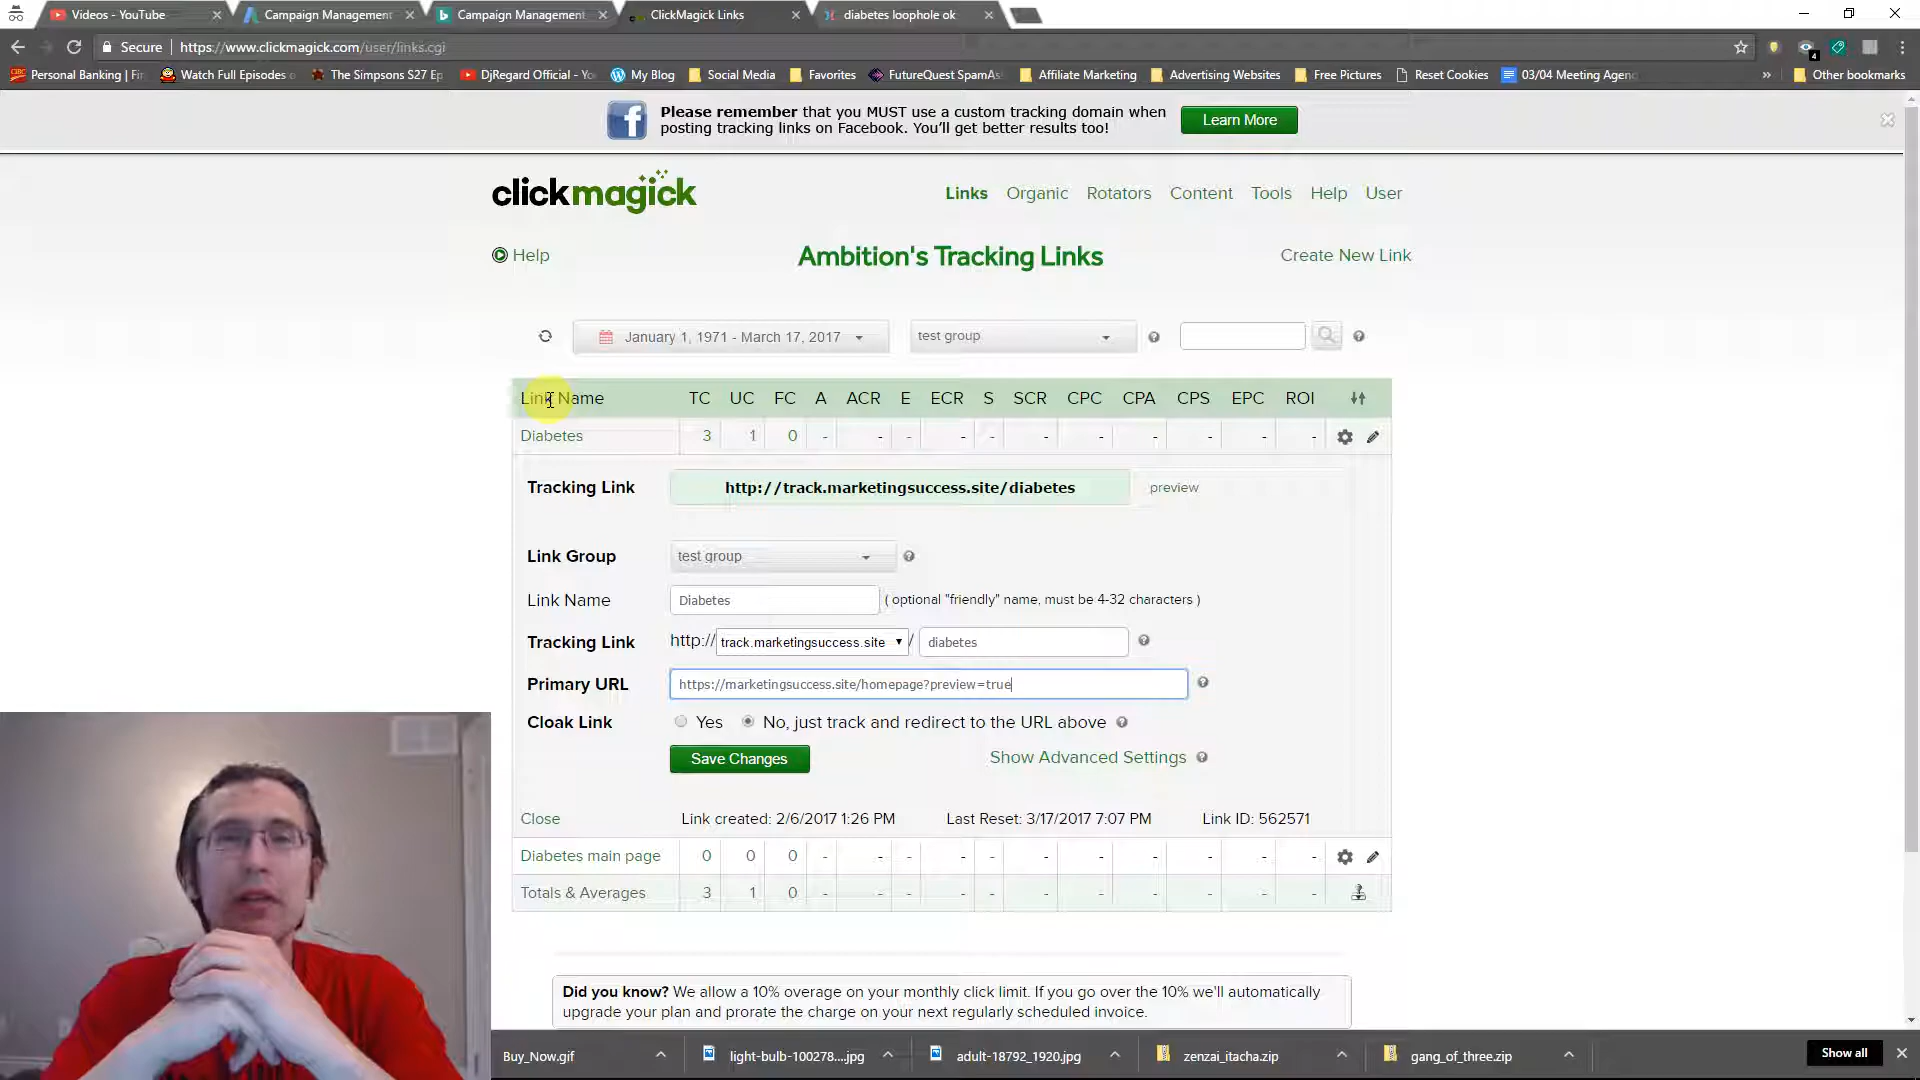 Videos - YouTube
Campaign Management
Campaign Management
ClickMagick Links
diabetes loophole ok
Secure
https://www.clickmagick.com/user/links.cgi
4
CIBC
Personal Banking | Fi
Watch Full Episodes o
The Simpsons S27 Ep
DjRegard Official - Yo
My Blog
Social Media
Favorites
FutureQuest SpamAs
Affiliate Marketing
Advertising Websites
Free Pictures
Reset Cookies
03/04 Meeting Agen
Other bookmarks
Please remember that you MUST use a custom tracking domain when
posting tracking links on Facebook. You'll get better results too!
Learn More
clickmagick
Links Organic Rotators Content Tools Help User
Help
Ambition's Tracking Links
Create New Link
January 1, 1971 - March 17, 2017
test group
Link Name TC UC FC A ACR E ECR S SCR CPC CPA CPS EPC ROI
Diabetes 3 1 0 - - - - - - - - - - -
Tracking Link http://track.marketingsuccess.site/diabetes preview
Link Group test group
Link Name Diabetes ( optional "friendly" name, must be 4-32 characters )
Tracking Link http:// track.marketingsuccess.site / diabetes
Primary URL https://marketingsuccess.site/homepage?preview=true
Cloak Link Yes No, just track and redirect to the URL above
Save Changes Show Advanced Settings
Close Link created: 2/6/2017 1:26 PM Last Reset: 3/17/2017 7:07 PM Link ID: 562571
Diabetes main page 0 0 0 - - - - - - - - - - -
Totals & Averages 3 1 0 - - - - - - - - - - -
Did you know? We allow a 10% overage on your monthly click limit. If you go over the 10% we'll automatically
upgrade your plan and prorate the charge on your next regularly scheduled invoice.
Buy_Now.gif
light-bulb-100278....jpg
adult-18792_1920.jpg
zenzai_itacha.zip
gang_of_three.zip
Show all